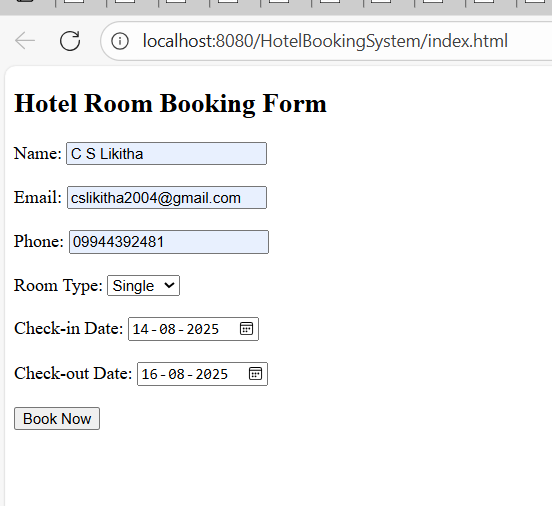 localhost:8080/HotelBookingSystem/index.html
Hotel Room Booking Form
Name: C S Likitha
Email: cslikitha2004@gmail.com
Phone: 09944392481
Room Type: Single
Check-in Date: 14-08-2025
Check-out Date: 16-08-2025
Book Now